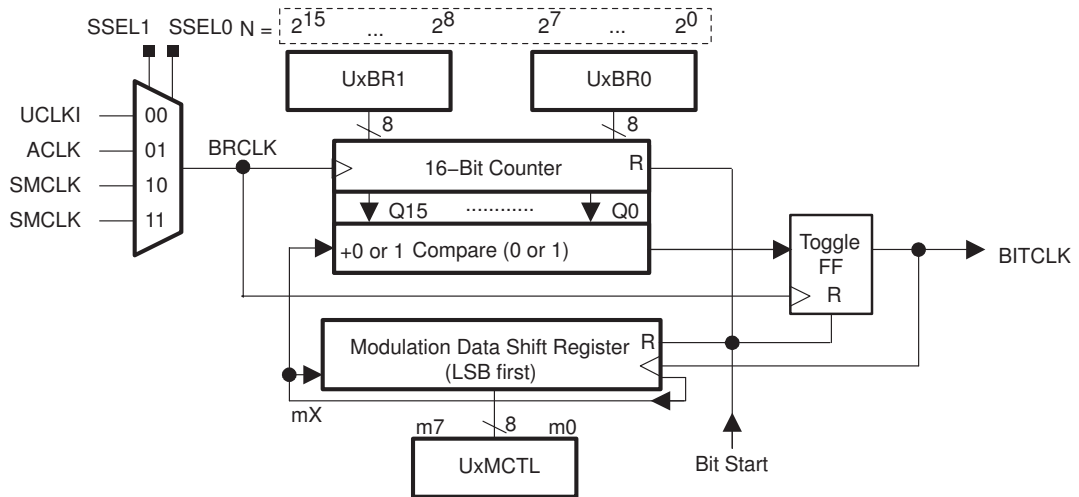 SSEL1 SSEL0 N = 2^15 ... 2^8 2^7 ... 2^0
UxBR1 UxBR0
8 8
UCLKI 00
ACLK 01
SMCLK 10
SMCLK 11
BRCLK
16−Bit Counter R
Q15 ............ Q0
+0 or 1 Compare (0 or 1)
Toggle
FF
R
BITCLK
Modulation Data Shift Register R
(LSB first)
mX
m7 8 m0
UxMCTL
Bit Start